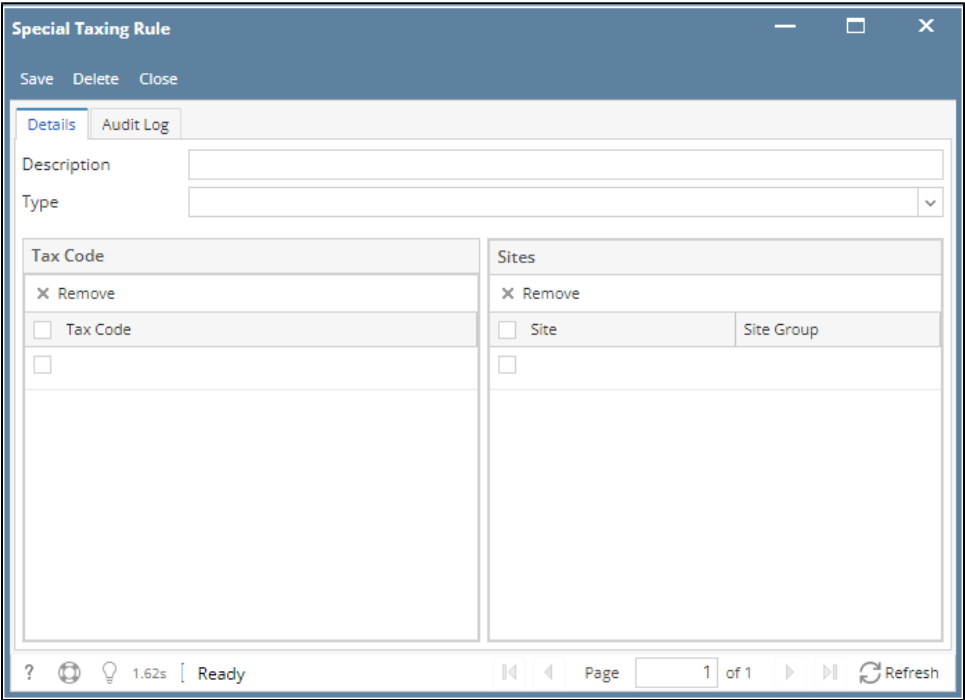 Special Taxing Rule
Save Delete Close
Details Audit Log
Description
Type
Tax Code
Remove
Tax Code
Sites
Remove
Site Site Group
? 1.62s Ready Page 1 of 1 Refresh